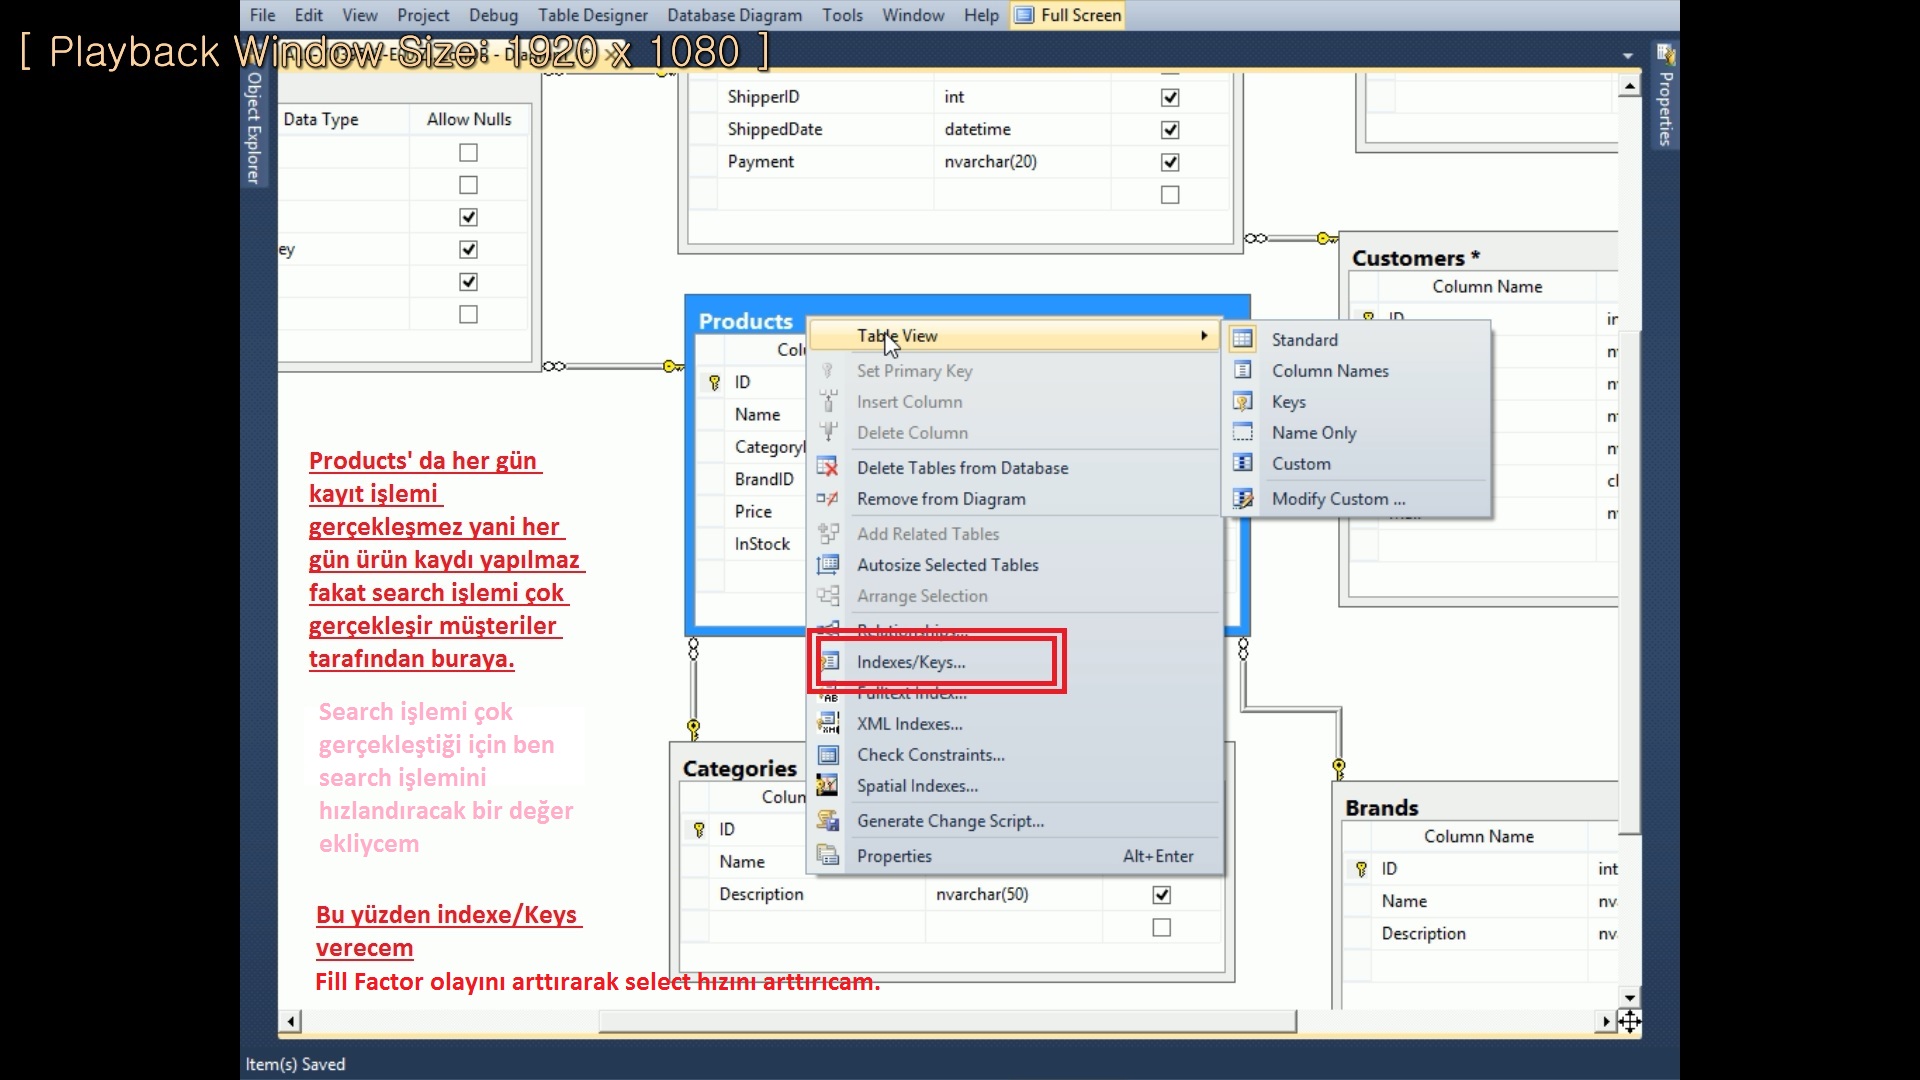 File Edit View Project Debug Table Designer Database Diagram Tools Window Help Full Screen
[ Playback Window Size: 1920 x 1080 ]
Object Explorer
Properties
Data Type Allow Nulls
ey
ShipperID int
ShippedDate datetime
Payment nvarchar(20)
Customers *
Column Name
ID in
Products
ID
Name
BrandID
Price
InStock
Table View
Set Primary Key
Insert Column
Delete Column
Delete Tables from Database
Remove from Diagram
Add Related Tables
Autosize Selected Tables
Arrange Selection
Relationships...
Indexes/Keys...
Fulltext Index...
XML Indexes...
Check Constraints...
Spatial Indexes...
Generate Change Script...
Properties Alt+Enter
Standard
Column Names
Keys
Name Only
Custom
Modify Custom ...
Products' da her gün
kayıt işlemi
gerçekleşmez yani her
gün ürün kaydı yapılmaz
fakat search işlemi çok
gerçekleşir müşteriler
tarafından buraya.
Search işlemi çok
gerçekleştiği için ben
search işlemini
hızlandıracak bir değer
ekliycem
Bu yüzden indexe/Keys
verecem
Fill Factor olayını arttırarak select hızını arttırıcam.
Categories
ID
Name
Description nvarchar(50)
Brands
Column Name
ID int
Name nv
Description nv
Item(s) Saved